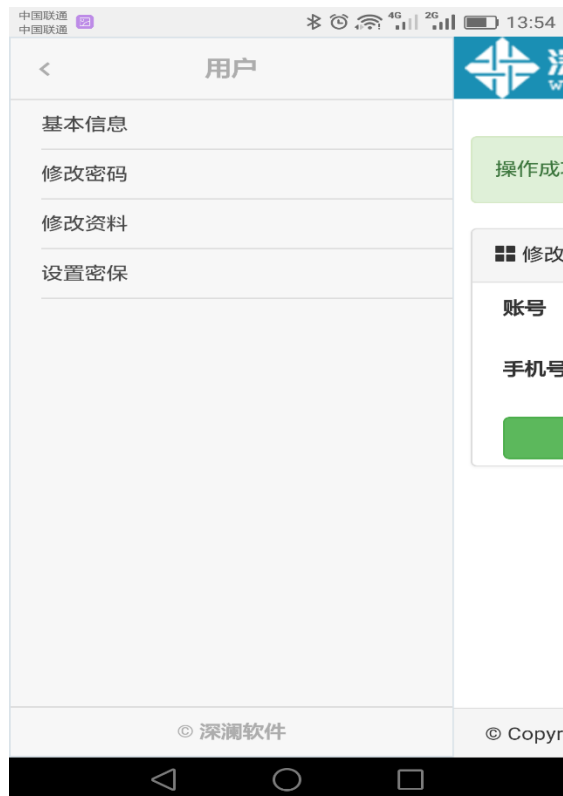 中国联通
中国联通
4G 2G 13:54
用户
基本信息
修改密码
修改资料
设置密保
© 深澜软件
操作成
修改
账号
手机号
© Copyr